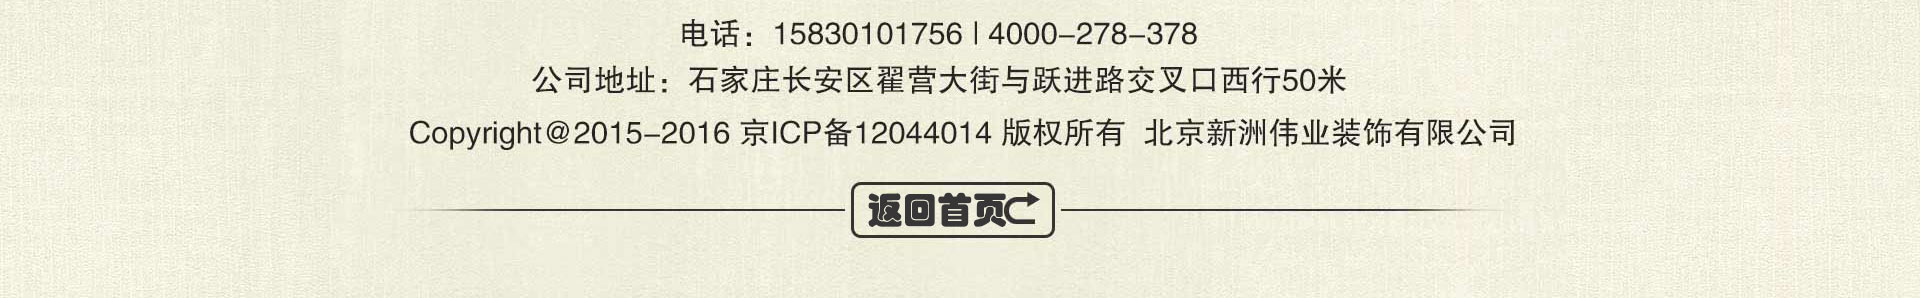 电话：15830101756 | 4000-278-378
公司地址：石家庄长安区翟营大街与跃进路交叉口西行50米
Copyright@2015-2016 京ICP备12044014 版权所有 北京新洲伟业装饰有限公司
返回首页